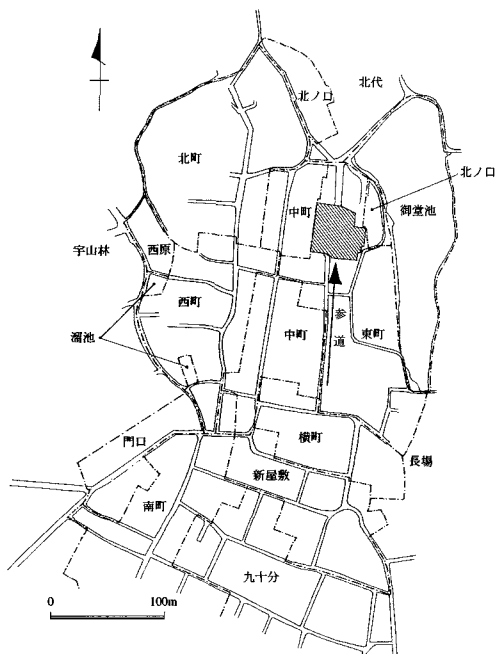 北代
北ノ口
北町
北ノ口
中町
御堂池
宇山林
西原
西町
参道
東町
中町
溜池
横町
門口
長場
新屋敷
南町
九十分
0 100m